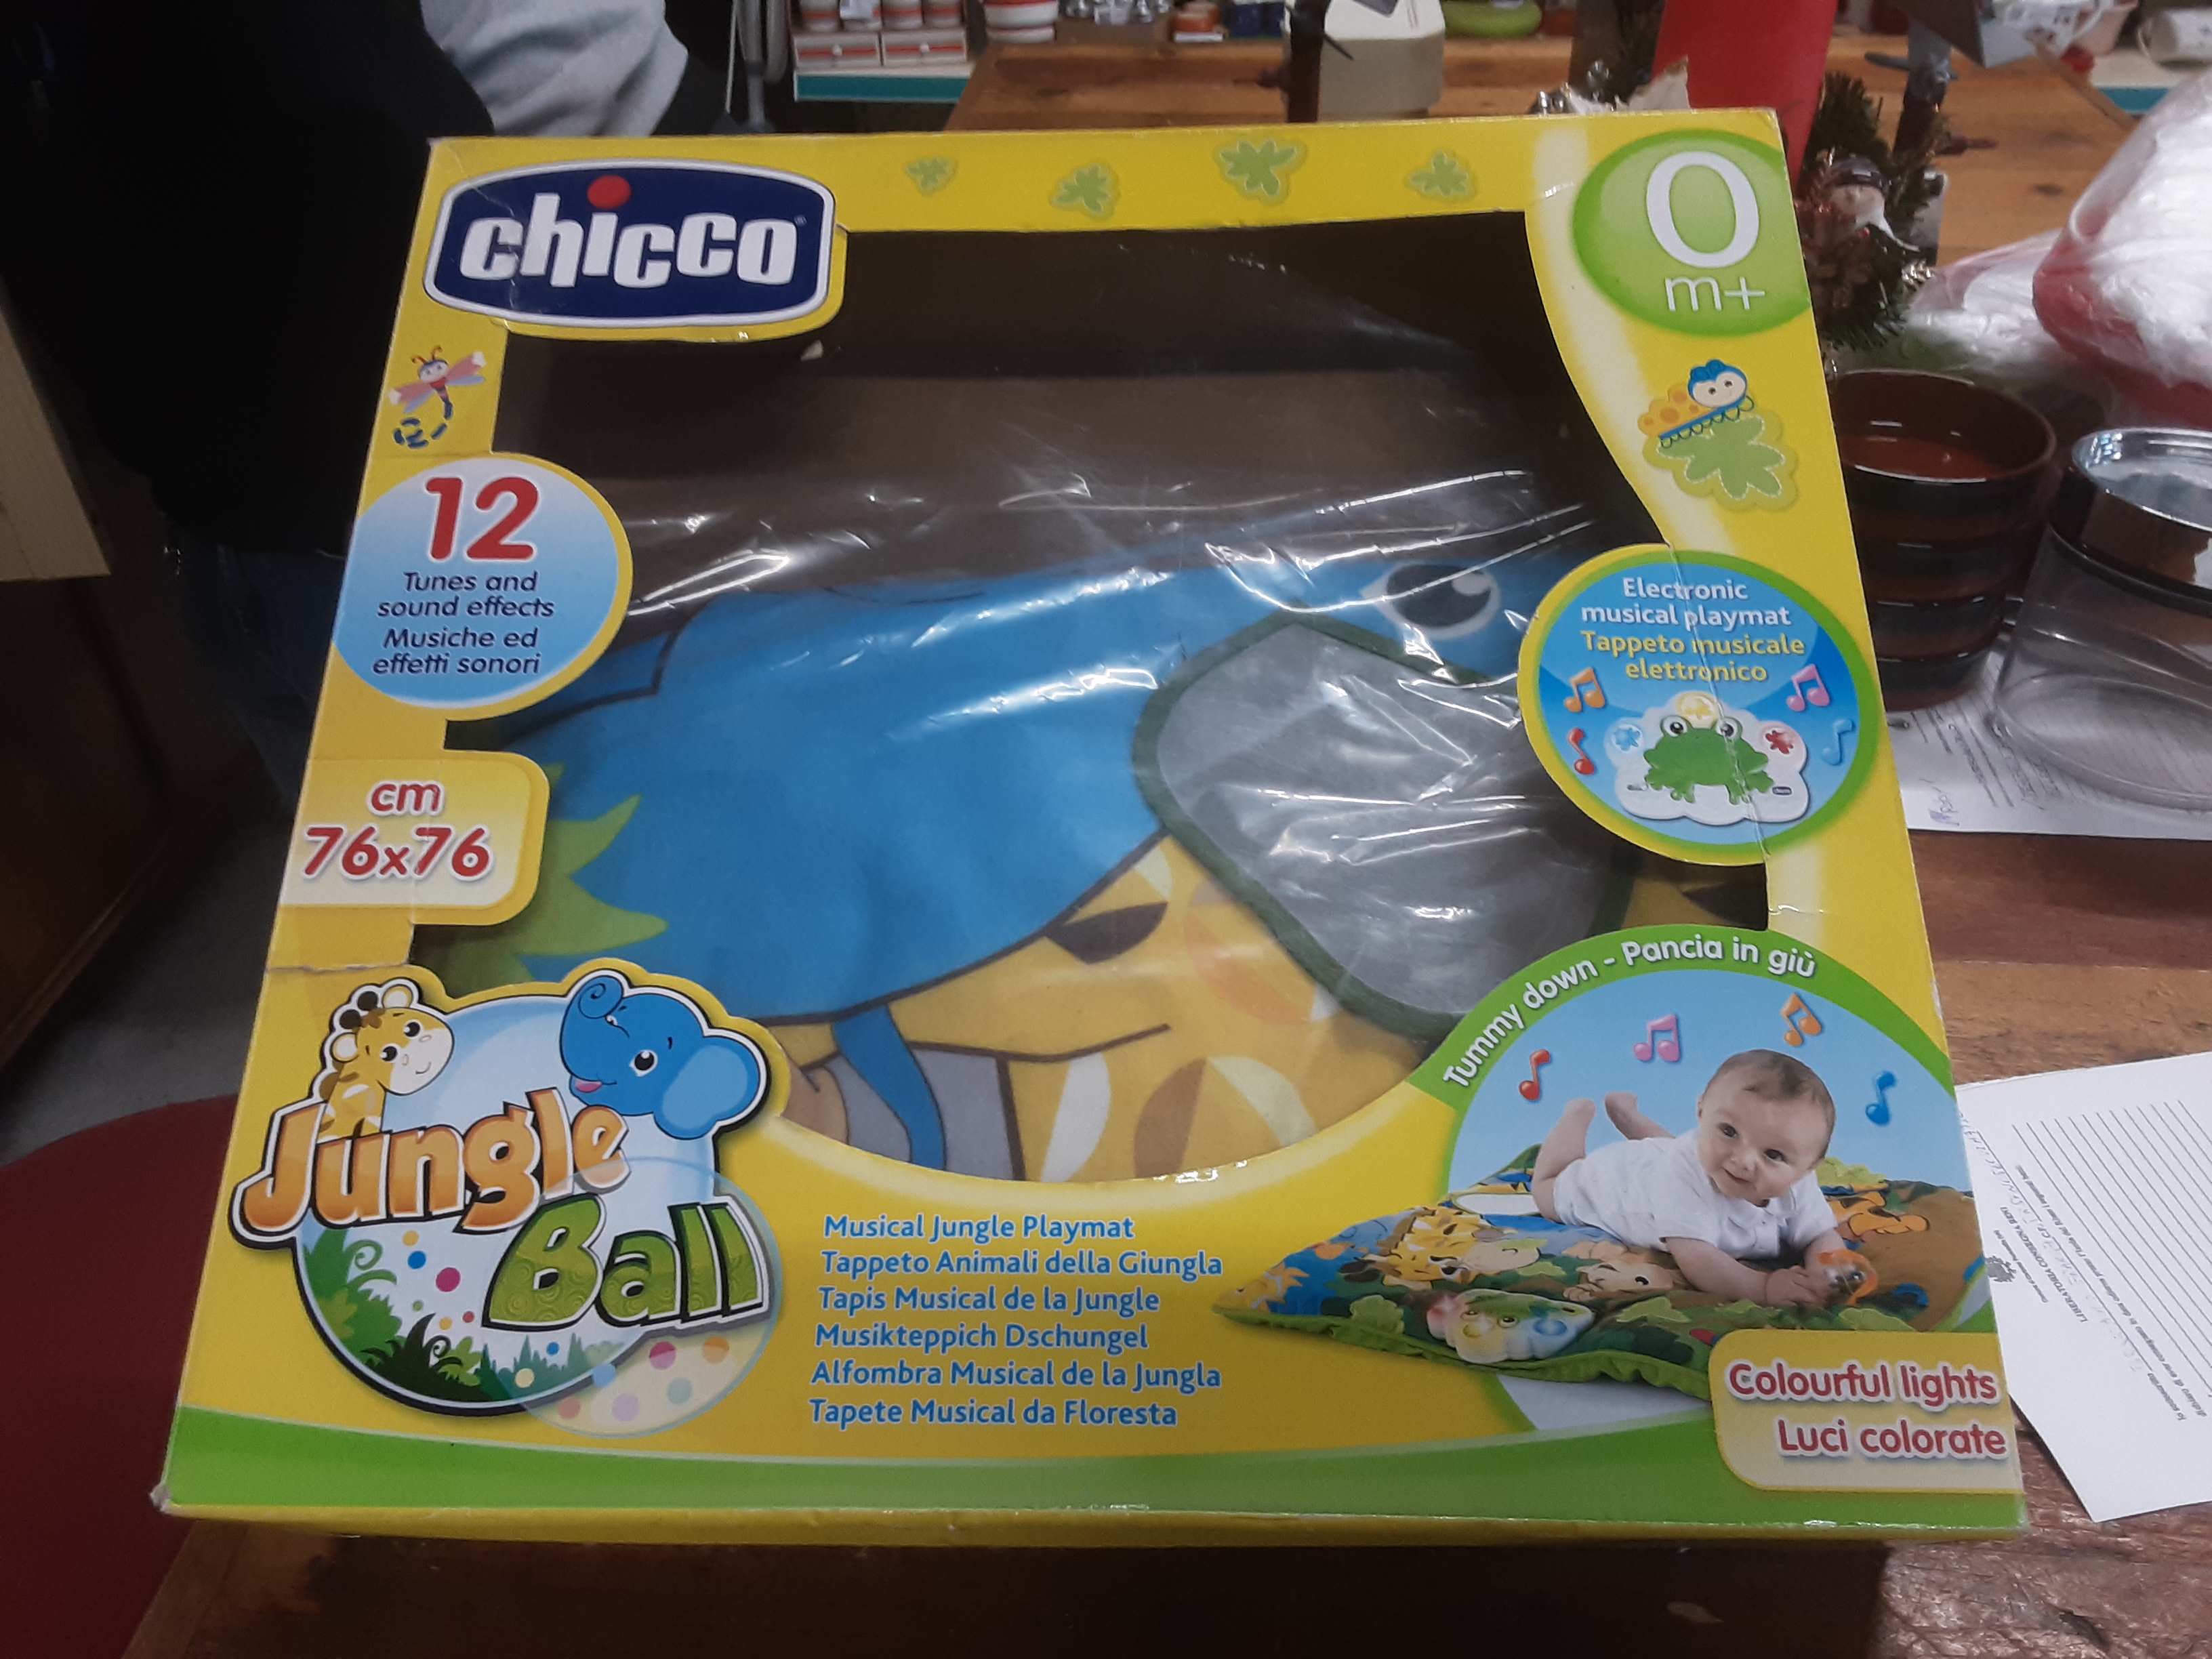 chicco
0
m+
12
Tunes and
sound effects
Musiche ed
effetti sonori
Electronic
musical playmat
Tappeto musicale
elettronico
cm
76x76
Tummy down - Pancia in giù
Jungle
Ball
Musical Jungle Playmat
Tappeto Animali della Giungla
Tapis Musical de la Jungle
Musikteppich Dschungel
Alfombra Musical de la Jungla
Tapete Musical da Floresta
Colourful lights
Luci colorate